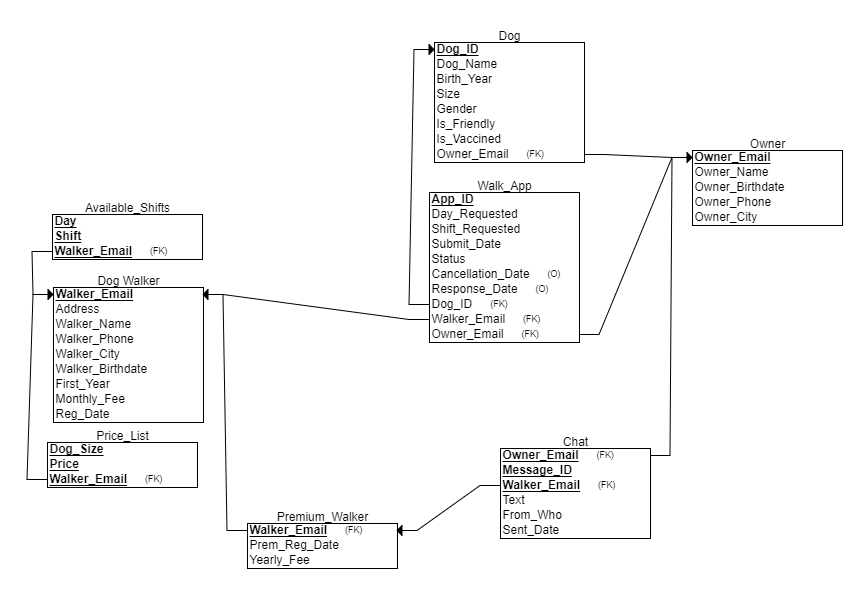 Dog
Dog_ID
Dog_Name
Birth_Year
Size
Gender
Is_Friendly
Is_Vaccined
Owner_Email (FK)
Owner
Owner_Email
Owner_Name
Owner_Birthdate
Owner_Phone
Owner_City
Walk_App
App_ID
Day_Requested
Shift_Requested
Submit_Date
Status
Cancellation_Date (O)
Response_Date (O)
Dog_ID (FK)
Walker_Email (FK)
Owner_Email (FK)
Available_Shifts
Day
Shift
Walker_Email (FK)
Dog Walker
Walker_Email
Address
Walker_Name
Walker_Phone
Walker_City
Walker_Birthdate
First_Year
Monthly_Fee
Reg_Date
Price_List
Dog_Size
Price
Walker_Email (FK)
Chat
Owner_Email (FK)
Message_ID
Walker_Email (FK)
Text
From_Who
Sent_Date
Premium_Walker
Walker_Email (FK)
Prem_Reg_Date
Yearly_Fee